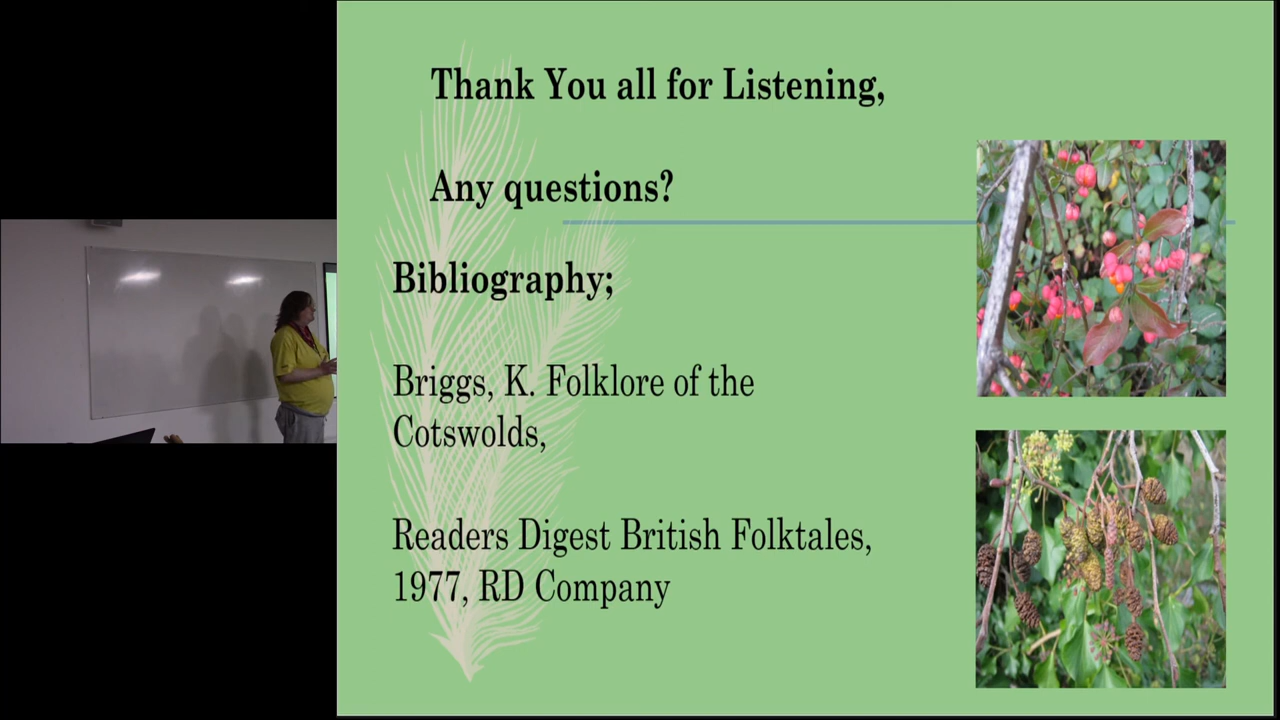 Thank You all for Listening,
Any questions?
Bibliography;
Briggs, K. Folklore of the
Cotswolds,
Readers Digest British Folktales,
1977, RD Company